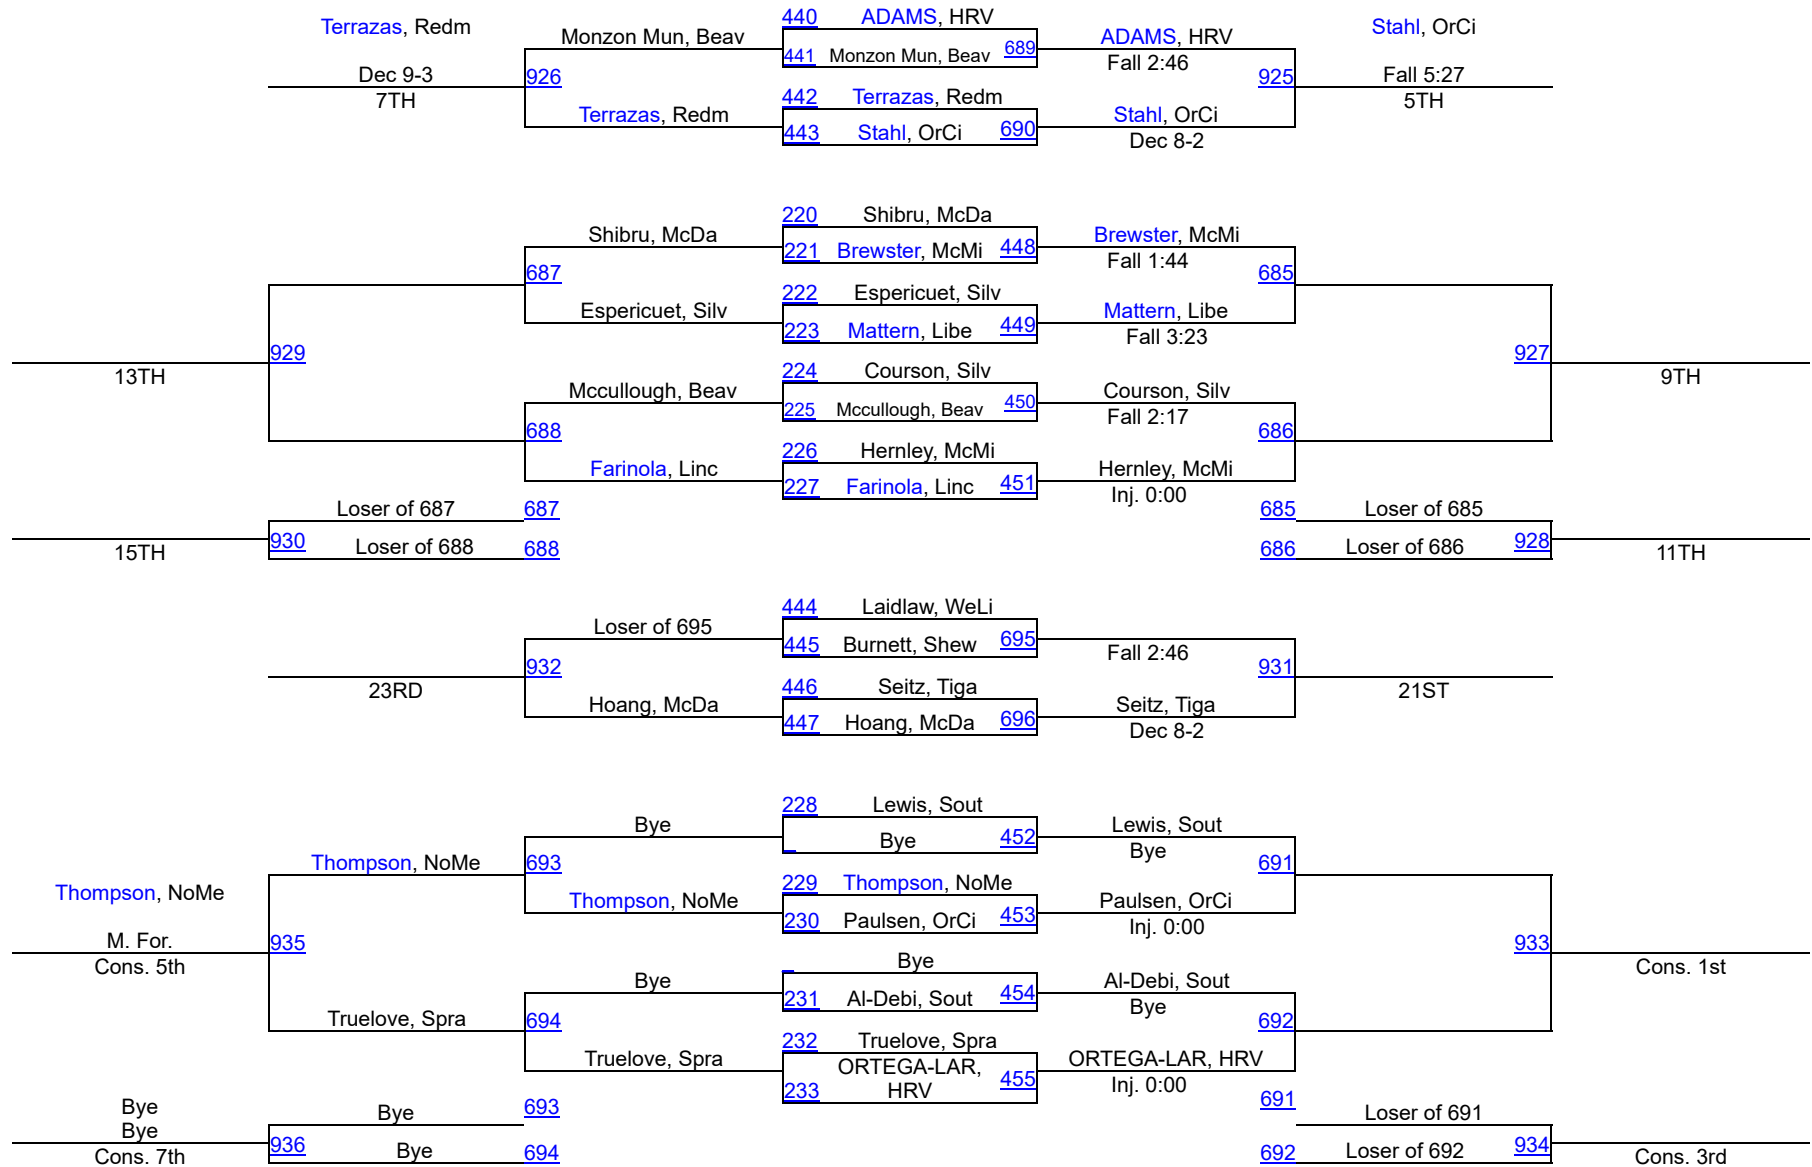 440 ADAMS, HRV
Terrazas, Redm Stahl, OrCi
Monzon Mun, Beav ADAMS, HRV
441 Monzon Mun, Beav 689
Fall 2:46
Dec 9-3 926 925 Fall 5:27
7TH 5TH
442 Terrazas, Redm
Terrazas, Redm Stahl, OrCi
443 Stahl, OrCi 690
Dec 8-2
220 Shibru, McDa
Shibru, McDa Brewster, McMi
221 Brewster, McMi 448
Fall 1:44
687 685
222 Espericuet, Silv
Espericuet, Silv Mattern, Libe
223 Mattern, Libe 449
Fall 3:23
929 927
13TH 9TH
224 Courson, Silv
Mccullough, Beav Courson, Silv
225 Mccullough, Beav 450
Fall 2:17
688 686
226 Hernley, McMi
Farinola, Linc Hernley, McMi
227 Farinola, Linc 451
Inj. 0:00
Loser of 687 687 685 Loser of 685
930 Loser of 688 688 686 Loser of 686 928
15TH 11TH
444 Laidlaw, WeLi
Loser of 695
445 Burnett, Shew 695
Fall 2:46
932 931
23RD 21ST
446 Seitz, Tiga
Hoang, McDa Seitz, Tiga
447 Hoang, McDa 696
Dec 8-2
228 Lewis, Sout
Bye Lewis, Sout
Bye 452
Bye
Thompson, NoMe 693 691
229 Thompson, NoMe
Thompson, NoMe
Thompson, NoMe Paulsen, OrCi
230 Paulsen, OrCi 453
Inj. 0:00
M. For. 935 933
Cons. 5th Cons. 1st
Bye
Bye Al-Debi, Sout
231 Al-Debi, Sout 454
Bye
Truelove, Spra 694 692
232 Truelove, Spra
Truelove, Spra ORTEGA-LAR, HRV
ORTEGA-LAR,
233 HRV 455
Inj. 0:00
Bye Bye 693 691 Loser of 691
Bye
936 Bye 694 692 Loser of 692 934
Cons. 7th Cons. 3rd